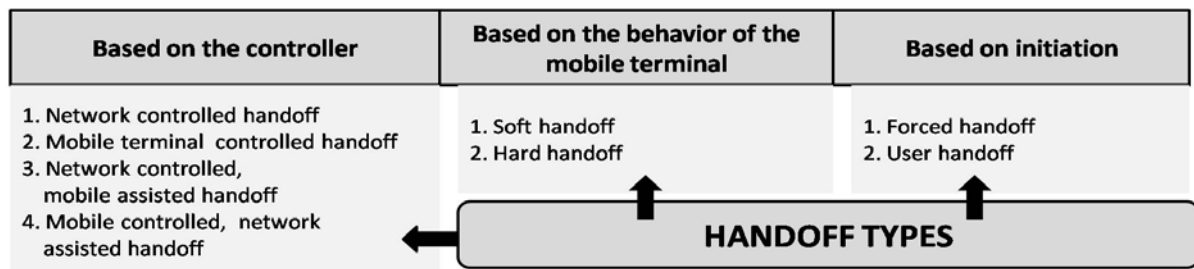 Based on the controller
Based on the behavior of the
mobile terminal
Based on initiation
1. Network controlled handoff
2. Mobile terminal controlled handoff
3. Network controlled,
mobile assisted handoff
4. Mobile controlled, network
assisted handoff
1. Soft handoff
2. Hard handoff
1. Forced handoff
2. User handoff
HANDOFF TYPES